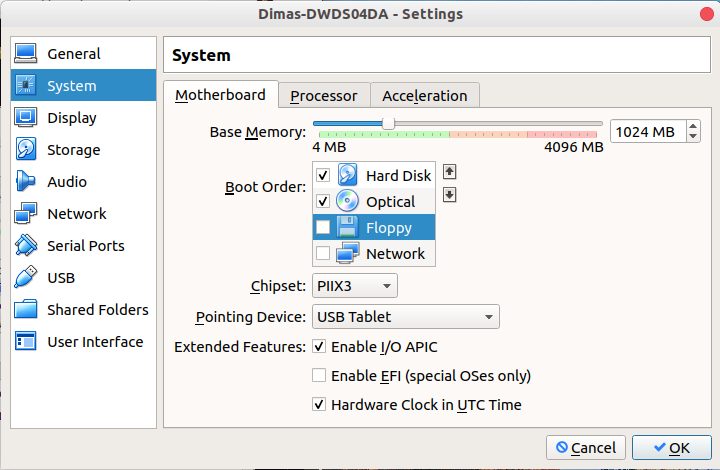 Dimas-DWDS04DA - Settings
General
System
Display
Storage
Audio
Network
Serial Ports
USB
Shared Folders
User Interface
System
Motherboard Processor Acceleration
Base Memory: 1024 MB
4 MB 4096 MB
Boot Order: Hard Disk
Optical
Floppy
Network
Chipset: PIIX3
Pointing Device: USB Tablet
Extended Features: Enable I/O APIC
Enable EFI (special OSes only)
Hardware Clock in UTC Time
Cancel OK